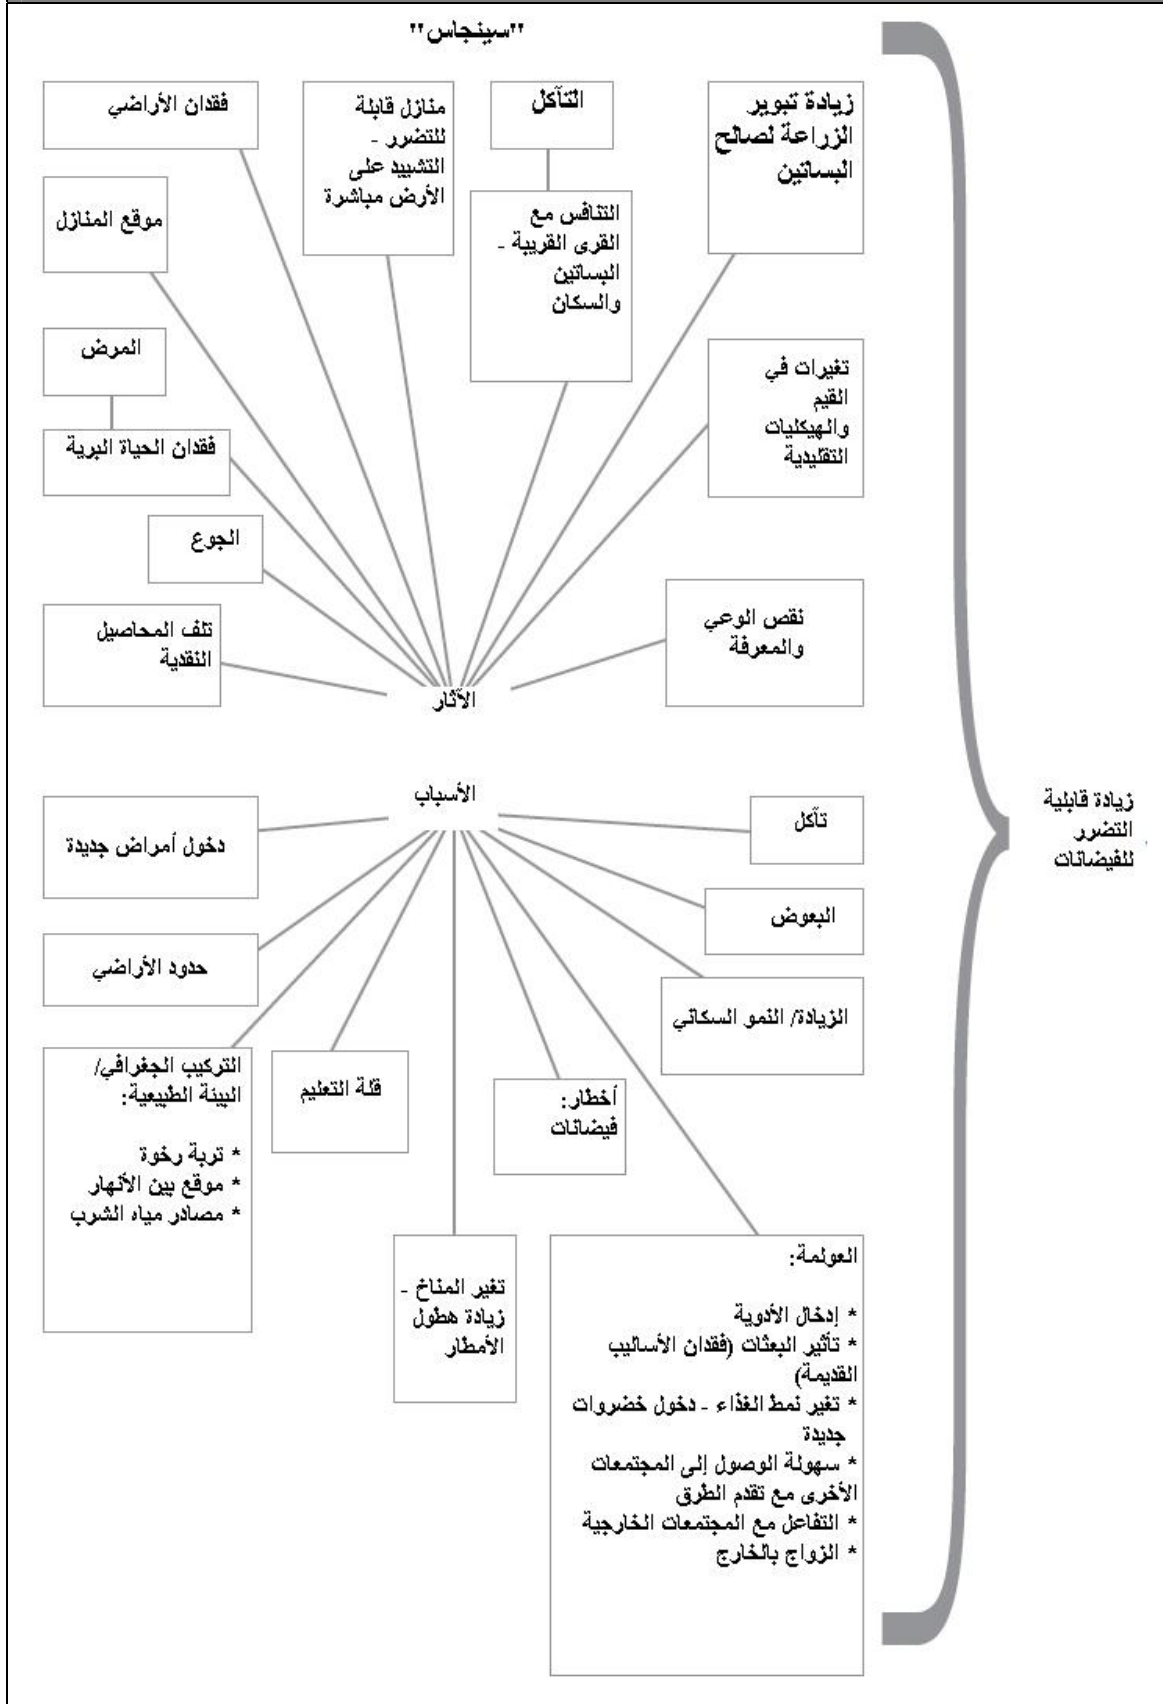 "سينجاس"
زيادة تبوير
الزراعة لصالح
البساتين
التآكل
منازل قابلة
للتضرر -
التشييد على
الأرض مباشرة
فقدان الأراضي
موقع المنازل
التنافس مع
القرى القريبة -
البساتين
والسكان
المرض
تغيرات في
القيم
والهيكليات
التقليدية
فقدان الحياة البرية
الجوع
نقص الوعي
والمعرفة
تلف المحاصيل
النقدية
الآثار
زيادة قابلية
التضرر
للفيضانات
الأسباب
تآكل
دخول أمراض جديدة
البعوض
حدود الأراضي
الزيادة/ النمو السكاني
التركيب الجغرافي/
البيئة الطبيعية:
* تربة رخوة
* موقع بين الأنهار
* مصادر مياه الشرب
قلة التعليم
أخطار:
فيضانات
تغير المناخ -
زيادة هطول
الأمطار
العولمة:
* إدخال الأدوية
* تأثير البعثات (فقدان الأساليب
القديمة)
* تغير نمط الغذاء - دخول خضروات
جديدة
* سهولة الوصول إلى المجتمعات
الأخرى مع تقدم الطرق
* التفاعل مع المجتمعات الخارجية
* الزواج بالخارج